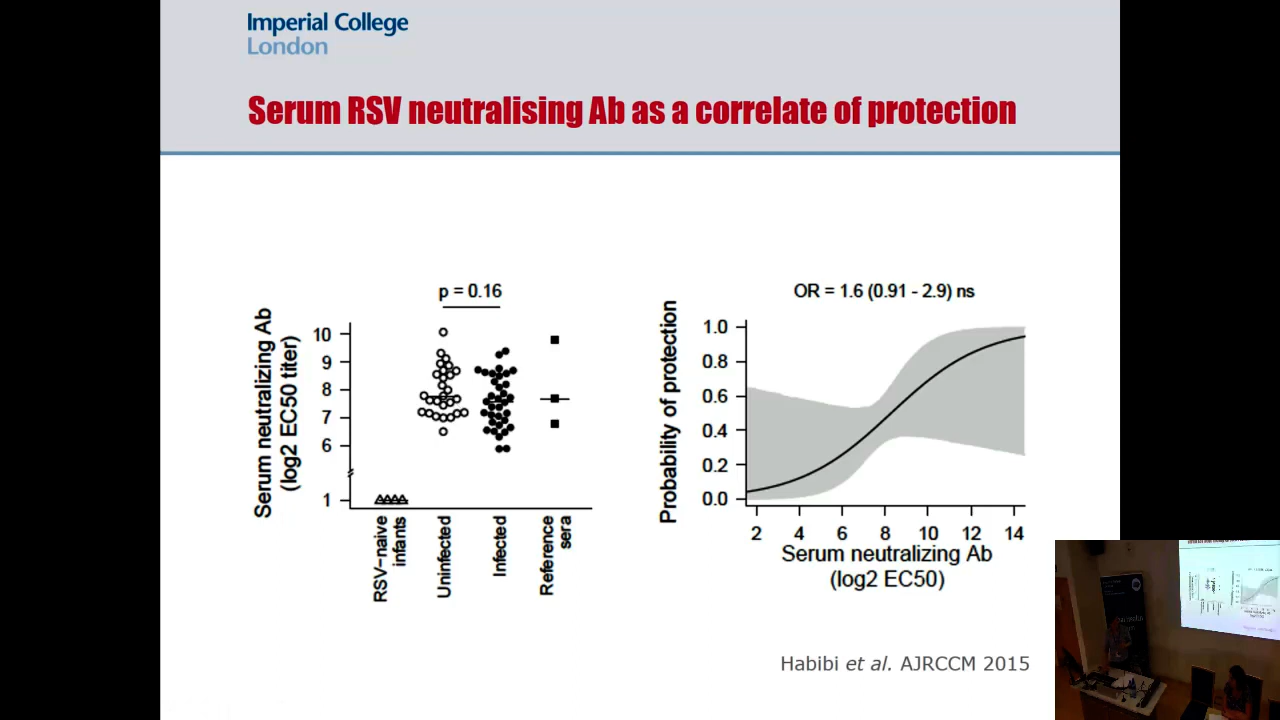 Imperial College
London
Serum RSV neutralising Ab as a correlate of protection
p = 0.16
Serum neutralizing Ab
(log2 EC50 titer)
10
9
8
7
6
1
RSV-naive
infants
Uninfected
Infected
Reference
sera
OR = 1.6 (0.91 - 2.9) ns
Probability of protection
1.0
0.8
0.6
0.4
0.2
0.0
2 4 6 8 10 12 14
Serum neutralizing Ab
(log2 EC50)
Habibi et al. AJRCCM 2015